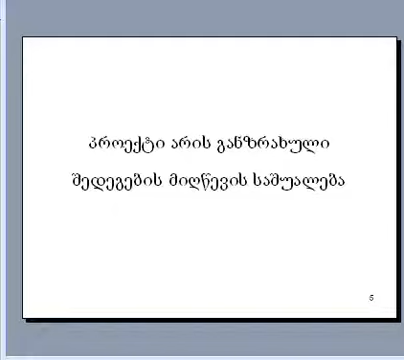 პროექტი არის განზრახული
შედეგების მიღწევის საშუალება
5